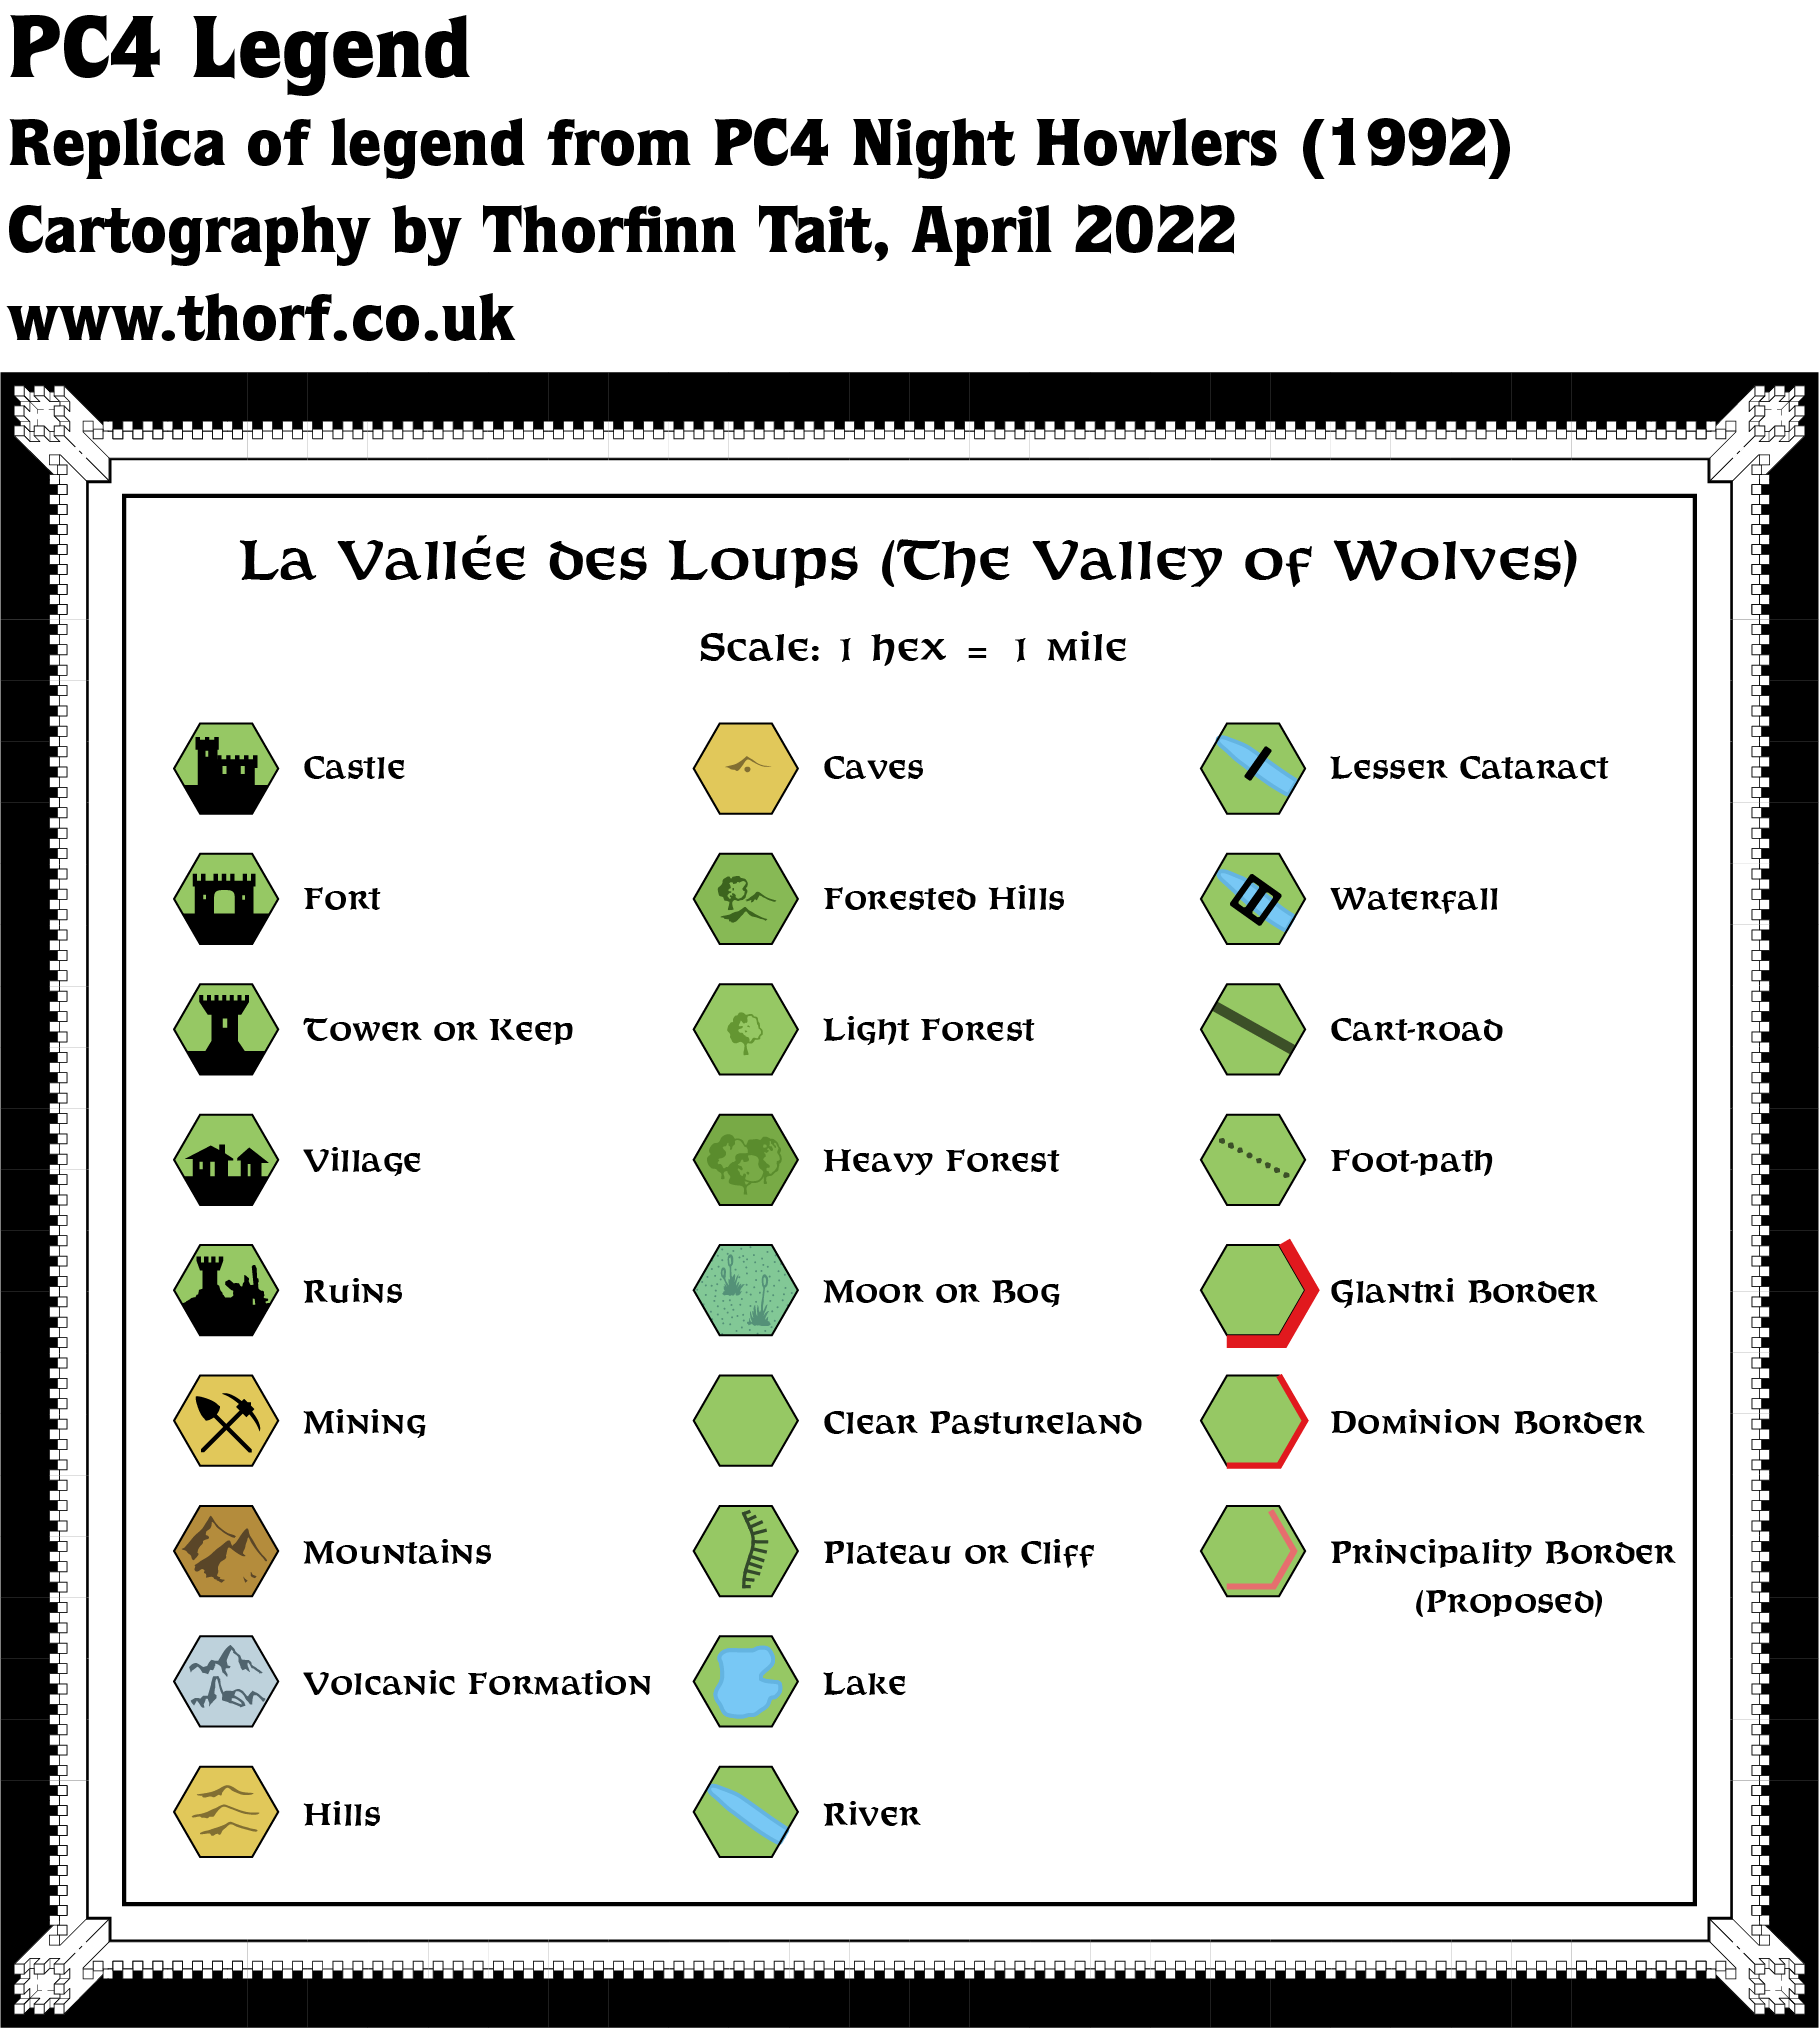 PC4 Legend
Replica of legend from PC4 Night Howlers (1992)
Cartography by Thorfinn Tait, April 2022
www.thorf.co.uk
La Vallée des Loups (The Valley of Wolves)
Scale: 1 hex = 1 mile
Castle
Fort
Tower or Keep
Village
Ruins
Mining
Mountains
Volcanic Formation
Hills
Caves
Forested Hills
Light Forest
Heavy Forest
Moor or Bog
Clear Pastureland
Plateau or Cliff
Lake
River
Lesser Cataract
Waterfall
Cart-road
Foot-path
Glantri Border
Dominion Border
Principality Border
(Proposed)